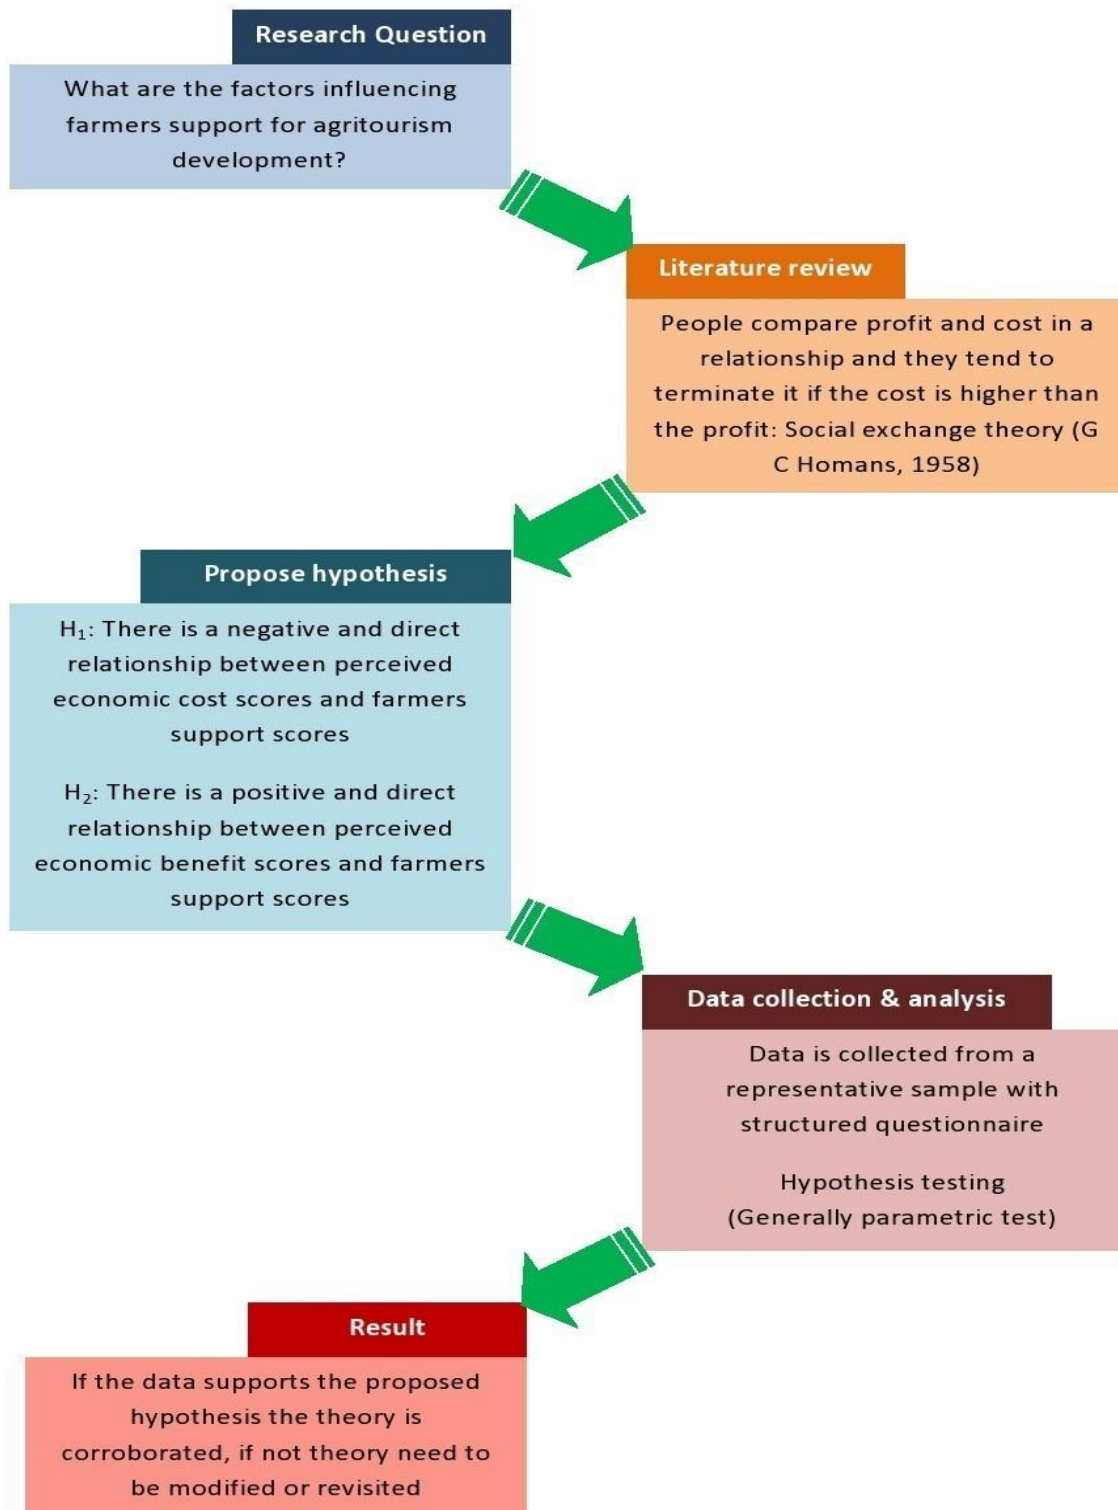 Research Question
What are the factors influencing
farmers support for agritourism
development?
Literature review
People compare profit and cost in a
relationship and they tend to
terminate it if the cost is higher than
the profit: Social exchange theory (G
C Homans, 1958)
Propose hypothesis
H₁: There is a negative and direct
relationship between perceived
economic cost scores and farmers
support scores
H₂: There is a positive and direct
relationship between perceived
economic benefit scores and farmers
support scores
Data collection & analysis
Data is collected from a
representative sample with
structured questionnaire
Hypothesis testing
(Generally parametric test)
Result
If the data supports the proposed
hypothesis the theory is
corroborated, if not theory need to
be modified or revisited